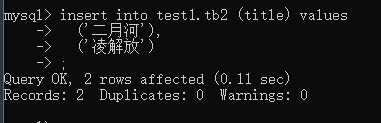 mysql> insert into test1.tb2 (title) values
    -> ('二月河'),
    -> ('凌解放')
    -> ;
Query OK, 2 rows affected (0.11 sec)
Records: 2  Duplicates: 0  Warnings: 0